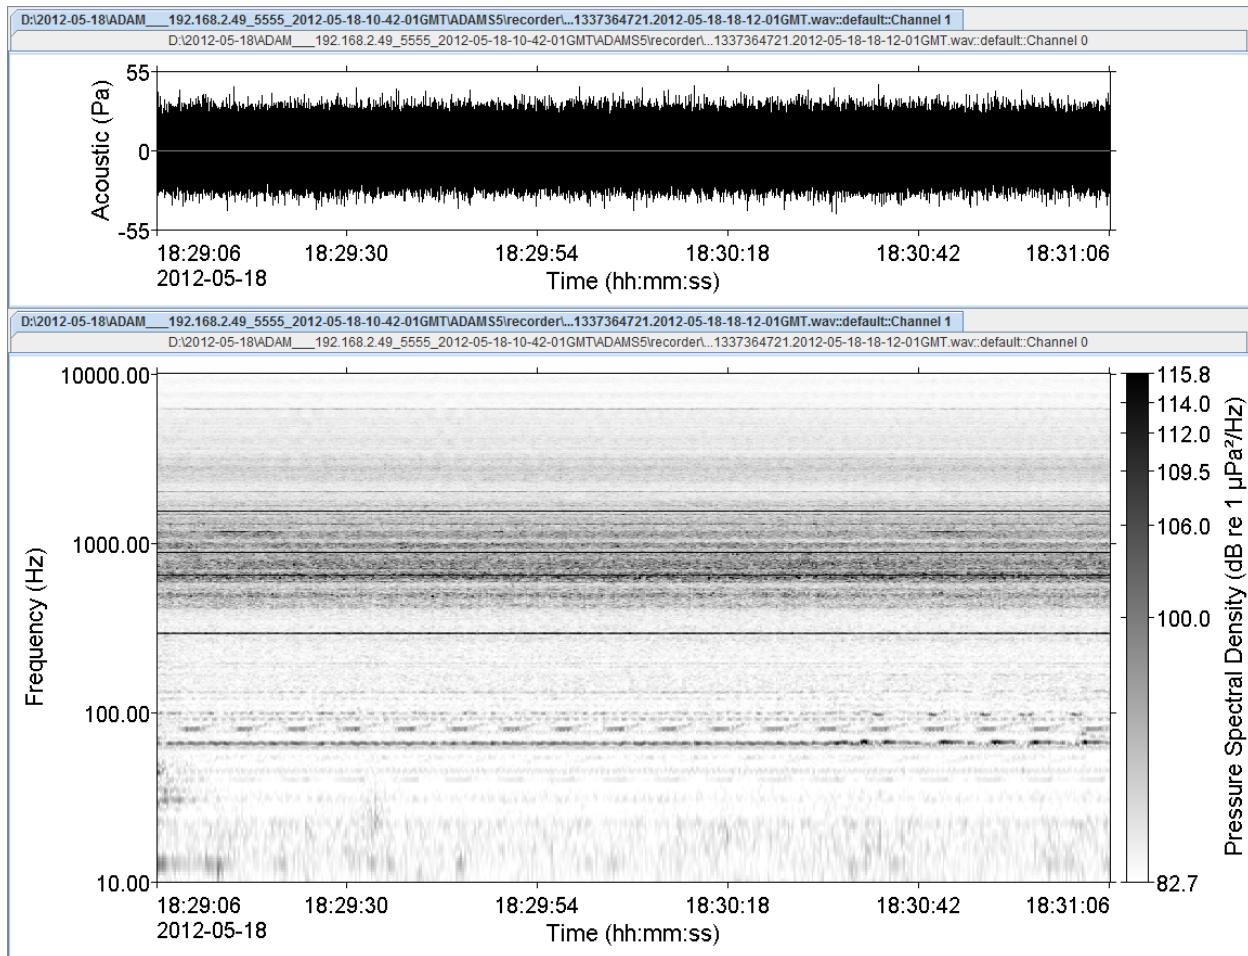 D:\2012-05-18\ADAM___192.168.2.49_5555_2012-05-18-10-42-01GMT\ADAMS5\recorder\...1337364721.2012-05-18-18-12-01GMT.wav::default::Channel 1
D:\2012-05-18\ADAM___192.168.2.49_5555_2012-05-18-10-42-01GMT\ADAMS5\recorder\...1337364721.2012-05-18-18-12-01GMT.wav::default::Channel 0
Acoustic (Pa)
55
0
-55
18:29:06 18:29:30 18:29:54 18:30:18 18:30:42 18:31:06
2012-05-18
Time (hh:mm:ss)
D:\2012-05-18\ADAM___192.168.2.49_5555_2012-05-18-10-42-01GMT\ADAMS5\recorder\...1337364721.2012-05-18-18-12-01GMT.wav::default::Channel 1
D:\2012-05-18\ADAM___192.168.2.49_5555_2012-05-18-10-42-01GMT\ADAMS5\recorder\...1337364721.2012-05-18-18-12-01GMT.wav::default::Channel 0
Frequency (Hz)
10000.00
1000.00
100.00
10.00
18:29:06 18:29:30 18:29:54 18:30:18 18:30:42 18:31:06
2012-05-18
Time (hh:mm:ss)
115.8
114.0
112.0
109.5
106.0
100.0
82.7
Pressure Spectral Density (dB re 1 µPa²/Hz)